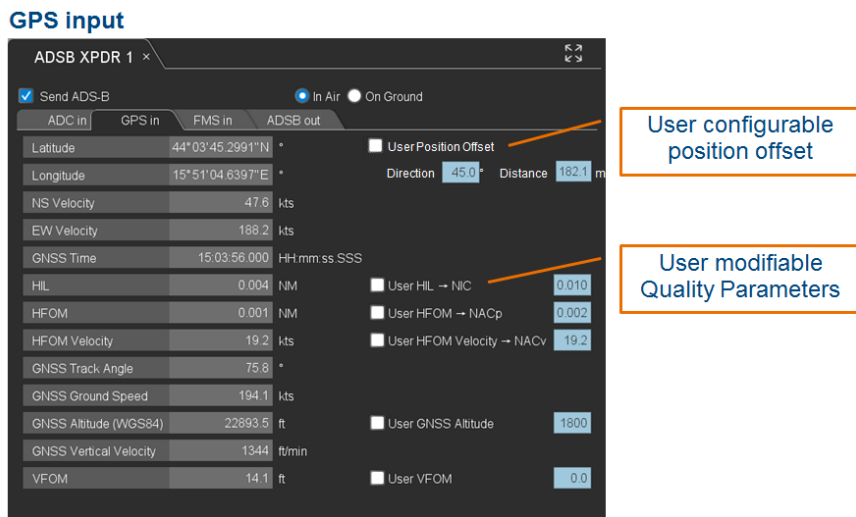 GPS input
ADSB XPDR 1 ×
Send ADS-B In Air On Ground
ADC in GPS in FMS in ADSB out
Latitude 44°03'45.2991"N ° User Position Offset
Longitude 15°51'04.6397"E ° Direction 45.0 ° Distance 182.1 m
NS Velocity 47.6 kts
EW Velocity 188.2 kts
GNSS Time 15:03:56.000 HH:mm:ss.SSS
HIL 0.004 NM User HIL → NIC 0.010
HFOM 0.001 NM User HFOM → NACp 0.002
HFOM Velocity 19.2 kts User HFOM Velocity → NACv 19.2
GNSS Track Angle 75.8 °
GNSS Ground Speed 194.1 kts
GNSS Altitude (WGS84) 22893.5 ft User GNSS Altitude 1800
GNSS Vertical Velocity 1344 ft/min
VFOM 14.1 ft User VFOM 0.0
User configurable
position offset
User modifiable
Quality Parameters